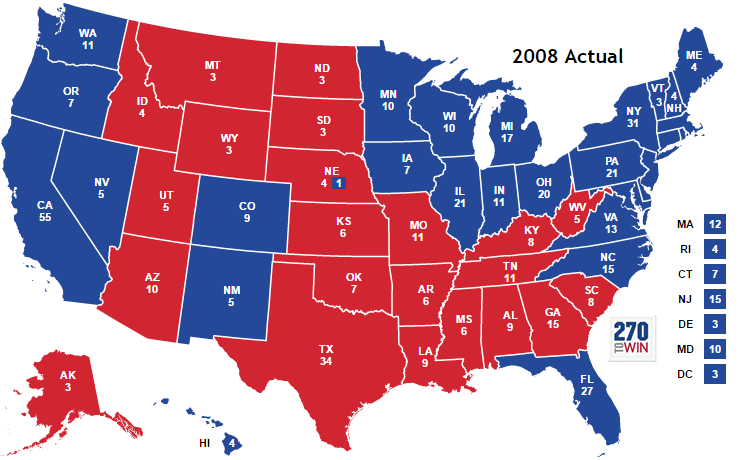 2008 Actual
WA
11
OR
7
CA
55
NV
5
ID
4
MT
3
WY
3
UT
5
AZ
10
CO
9
NM
5
ND
3
SD
3
NE
4 1
KS
6
OK
7
TX
34
MN
10
IA
7
MO
11
AR
6
LA
9
WI
10
IL
21
MI
17
IN
11
OH
20
KY
8
TN
11
MS
6
AL
9
GA
15
FL
27
SC
8
NC
15
VA
13
WV
5
PA
21
NY
31
VT
3
4
NH
ME
4
MA 12
RI 4
CT 7
NJ 15
DE 3
MD 10
DC 3
270
TO WIN
AK
3
HI 4